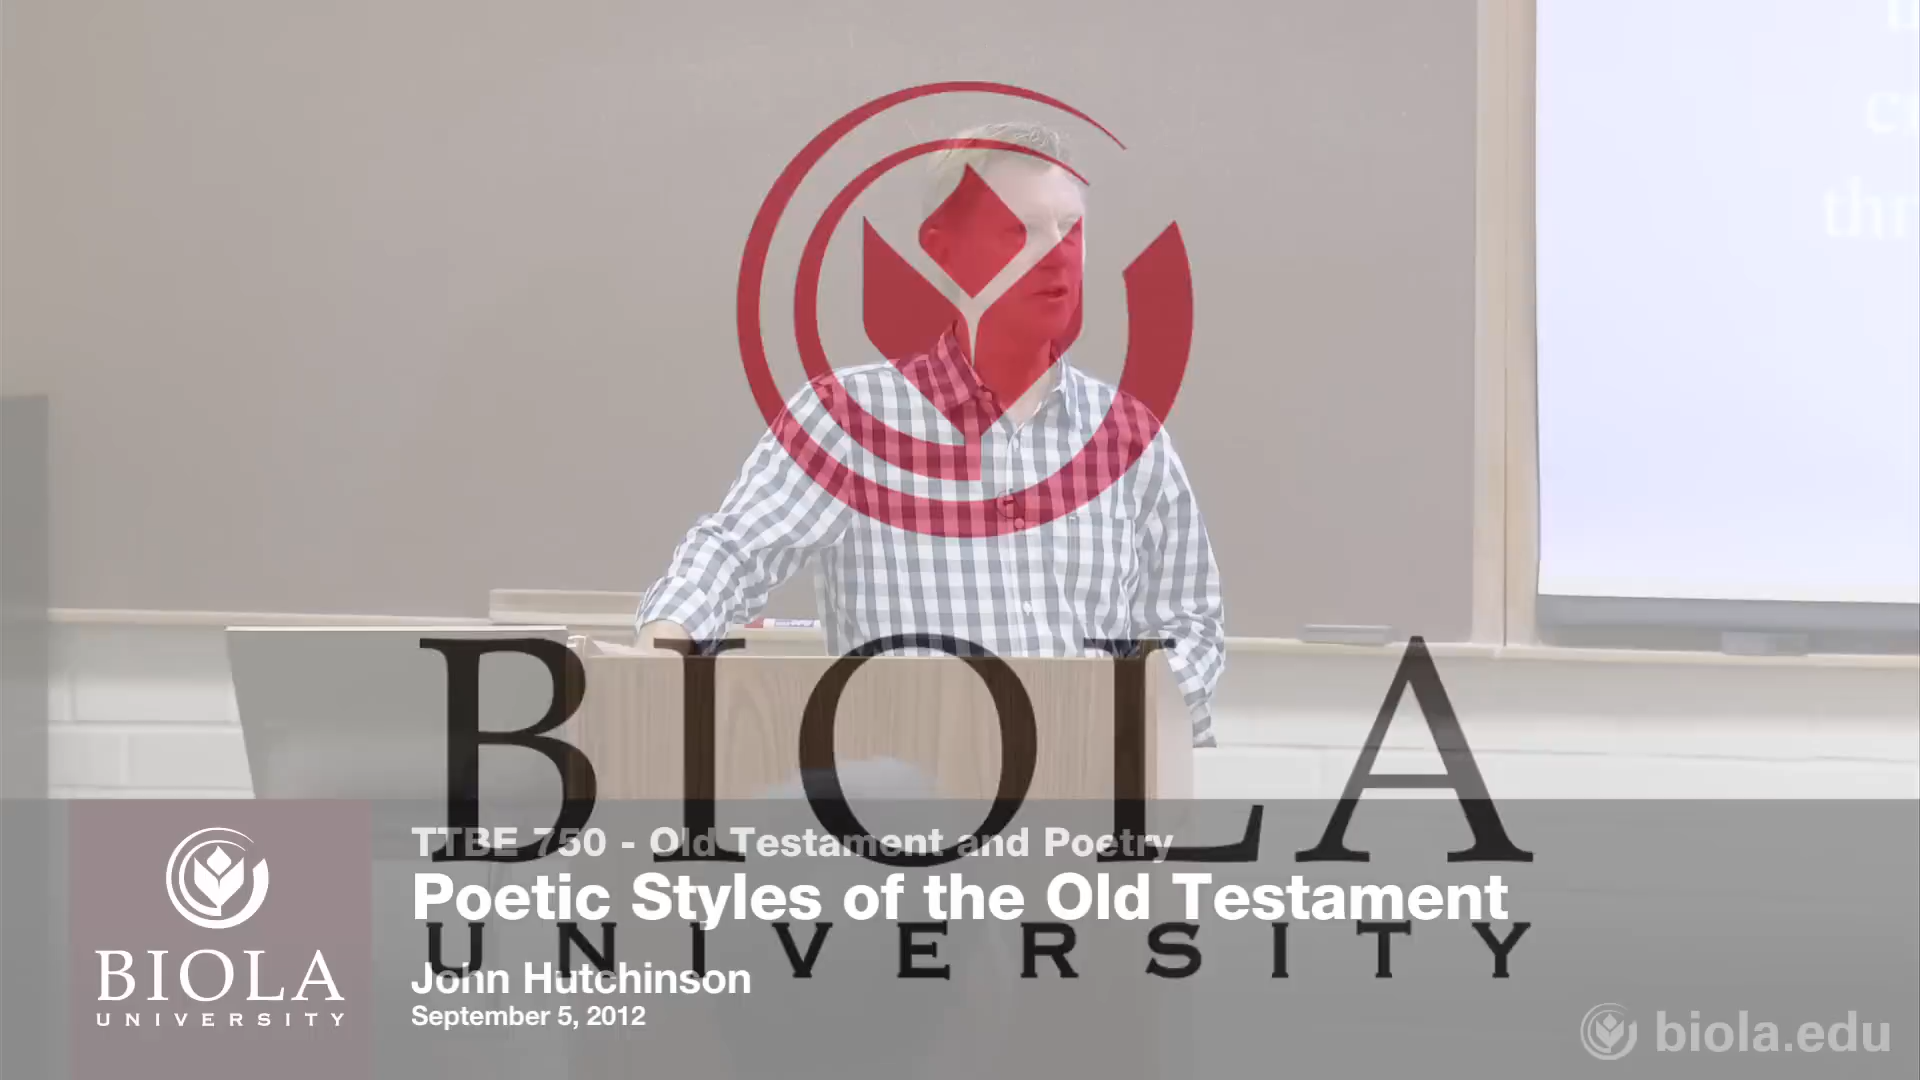 BIOLA
UNIVERSITY
TTBE 750 - Old Testament and Poetry
Poetic Styles of the Old Testament
John Hutchinson
September 5, 2012
BIOLA
UNIVERSITY
biola.edu